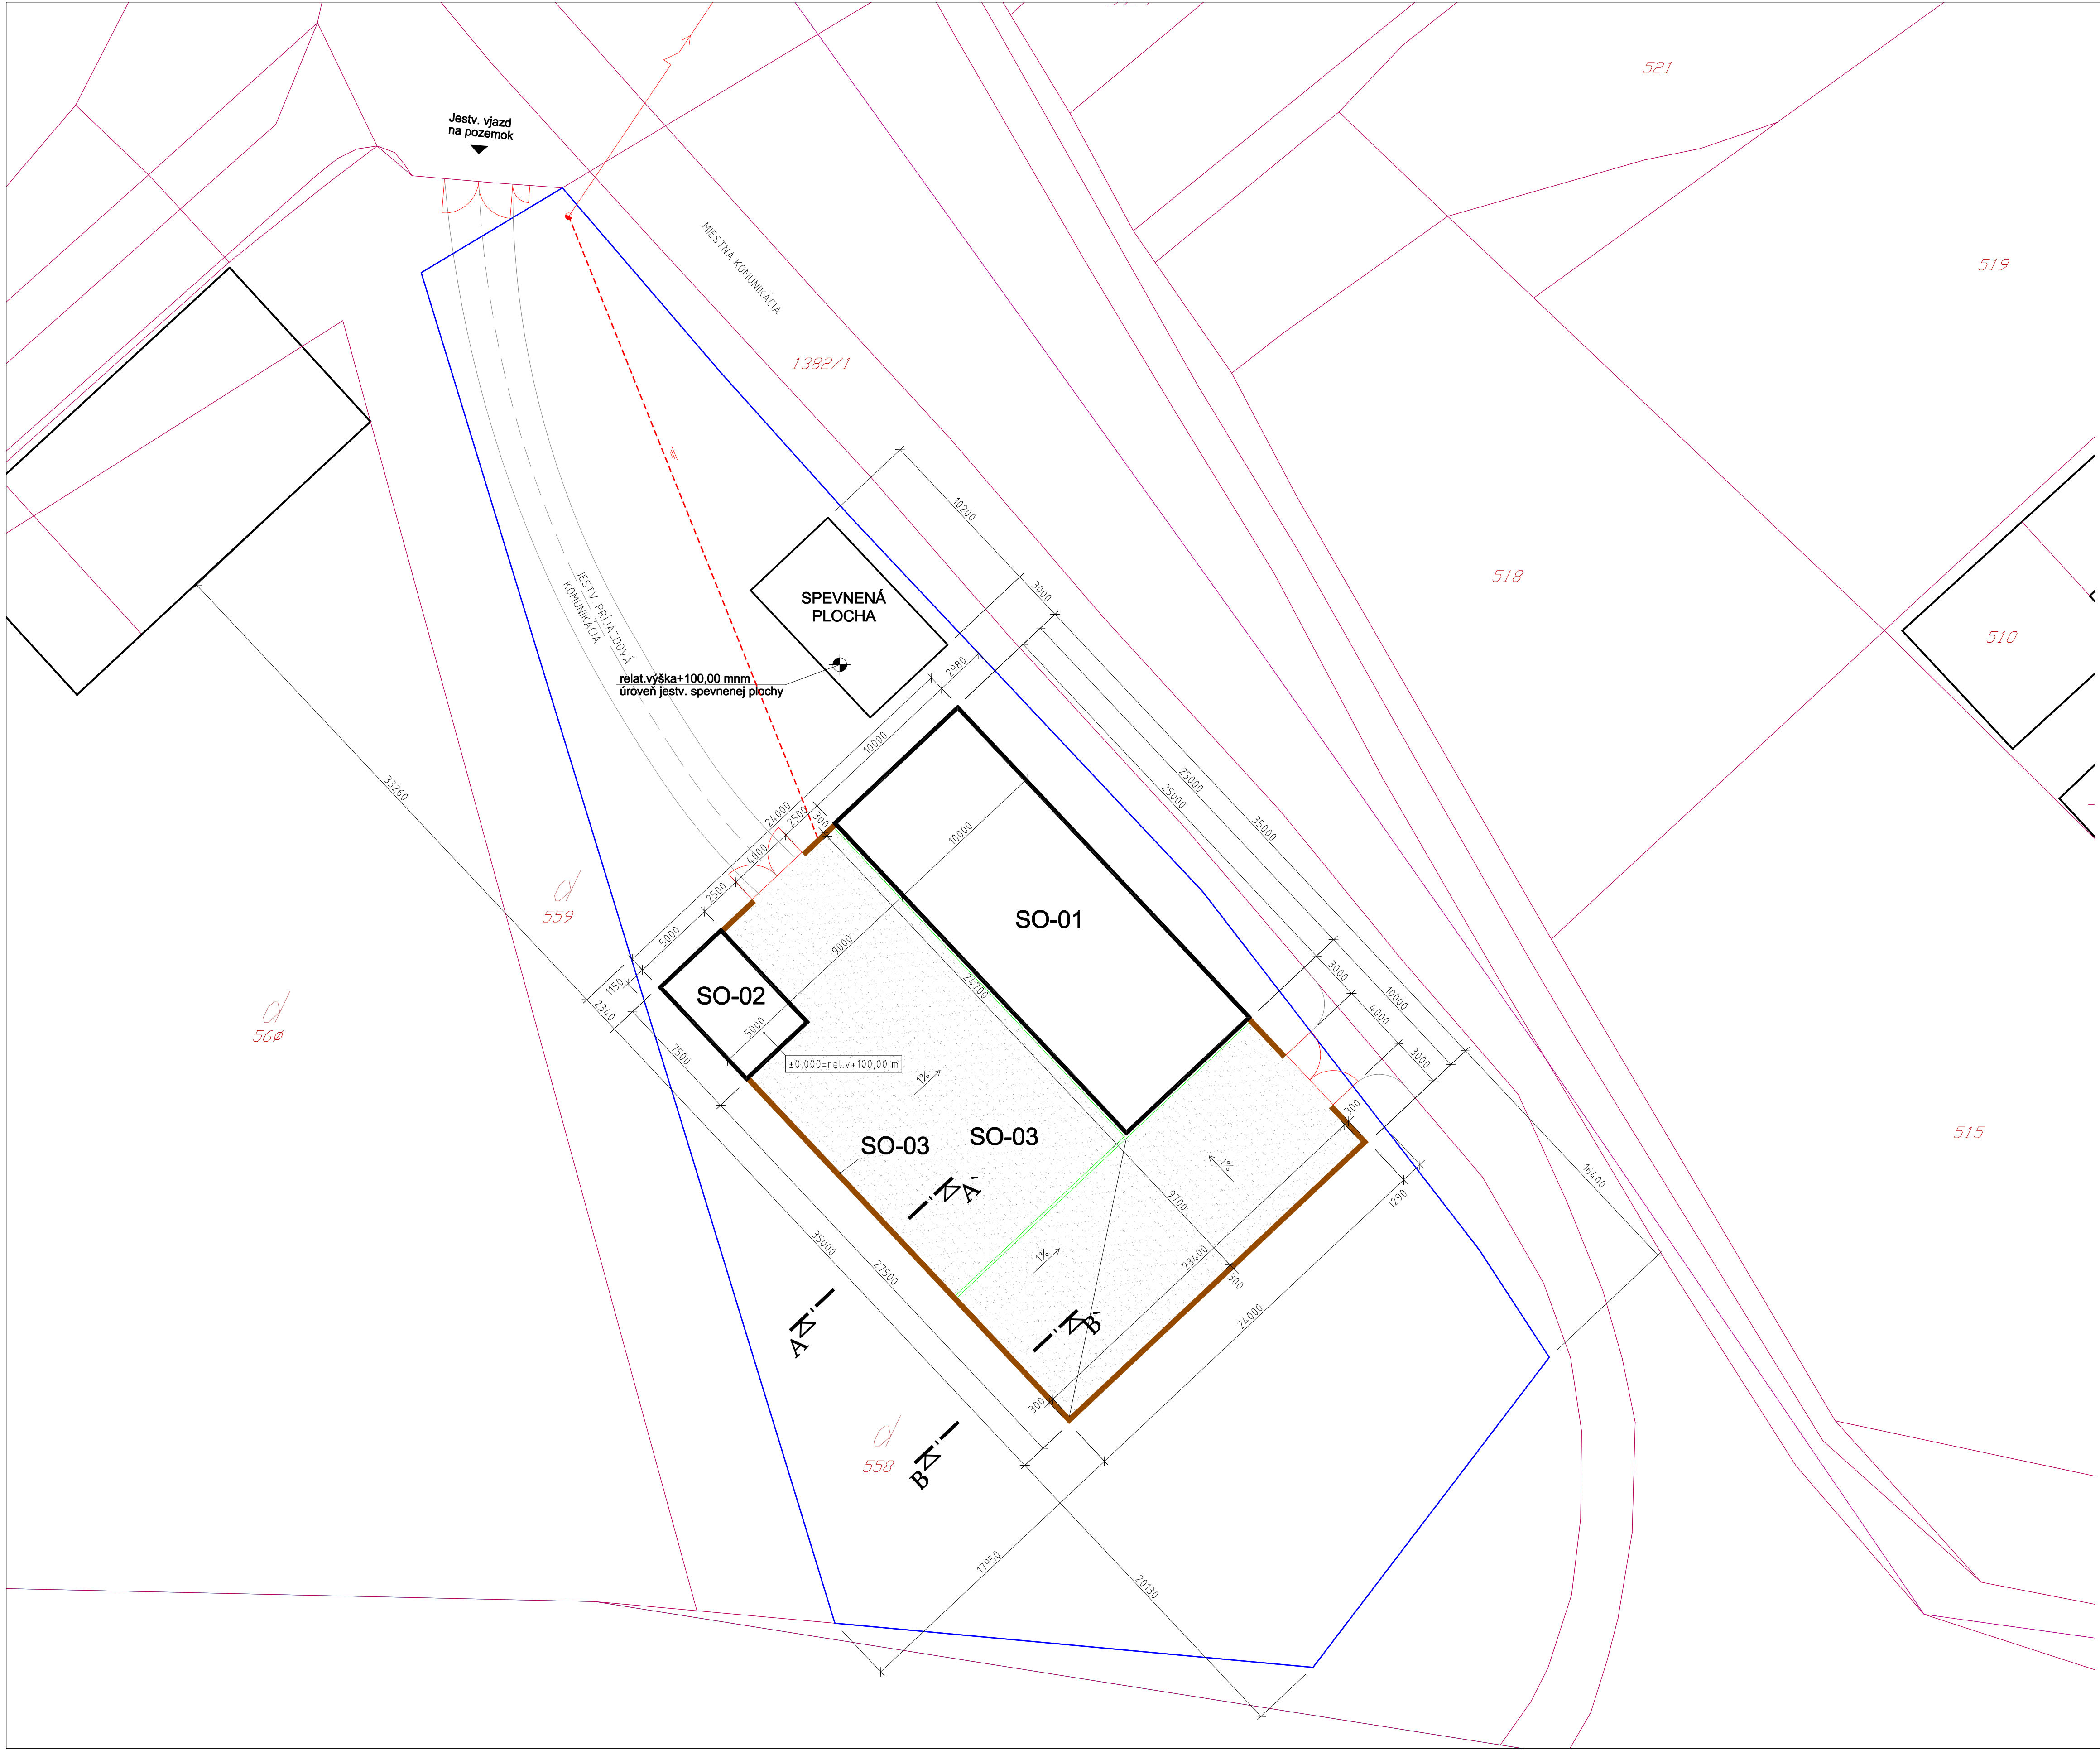 521
Jestv. vjazd
na pozemok
519
MIESTNA KOMUNIKÁCIA
1382/1
10200
518
3000
JESTV PRÍJAZDOVÁ
KOMUNIKÁCIA
SPEVNENÁ
PLOCHA
510
2980
relat.výška+100,00 mnm
úroveň jestv. spevnenej plochy
10000
33260
25000
25000
35000
24000
2500
300
4000
10000
2500
559
SO-01
5000
9000
1150
2340
SO-02
24700
3000
10000
4000
3000
560
5000
7500
±0,000=rel.v+100,00 m
1%
300
SO-03
SO-03
515
1%
16400
A`
9700
1290
35000
27500
1%
23400
300
24000
A
B`
300
558
B
17950
20130